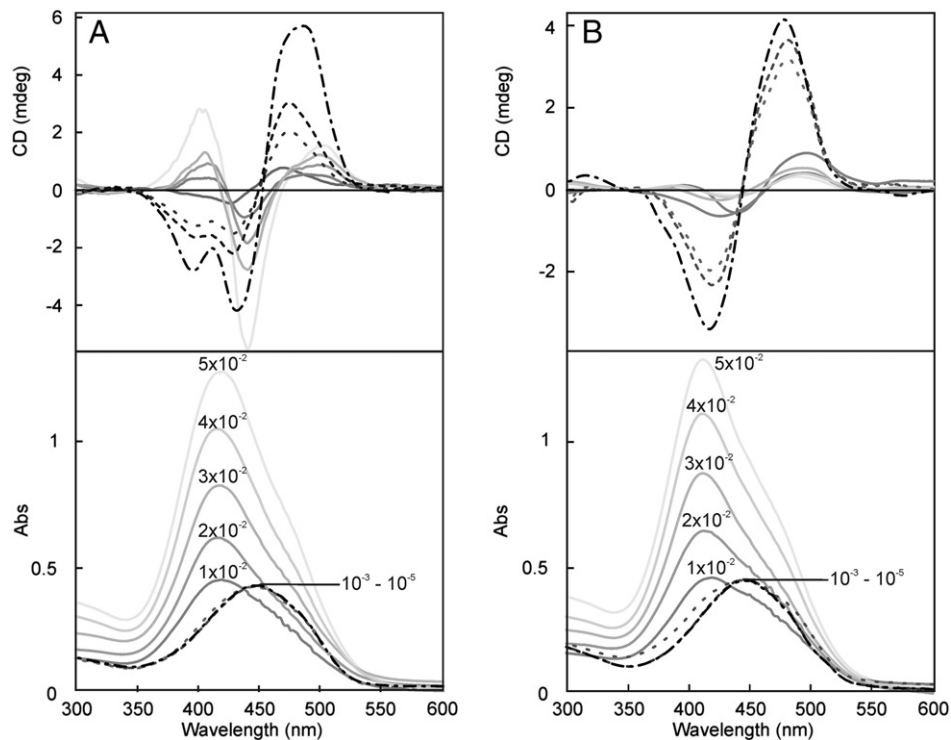 A
CD (mdeg)
6
4
2
0
-2
-4
5x10⁻²
4x10⁻²
3x10⁻²
2x10⁻²
1x10⁻²
10⁻³ - 10⁻⁵
Abs
1
0.5
0
300 350 400 450 500 550 600
Wavelength (nm)
B
CD (mdeg)
4
2
0
-2
5x10⁻²
4x10⁻²
3x10⁻²
2x10⁻²
1x10⁻²
10⁻³ - 10⁻⁵
Abs
1
0.5
0
300 350 400 450 500 550 600
Wavelength (nm)